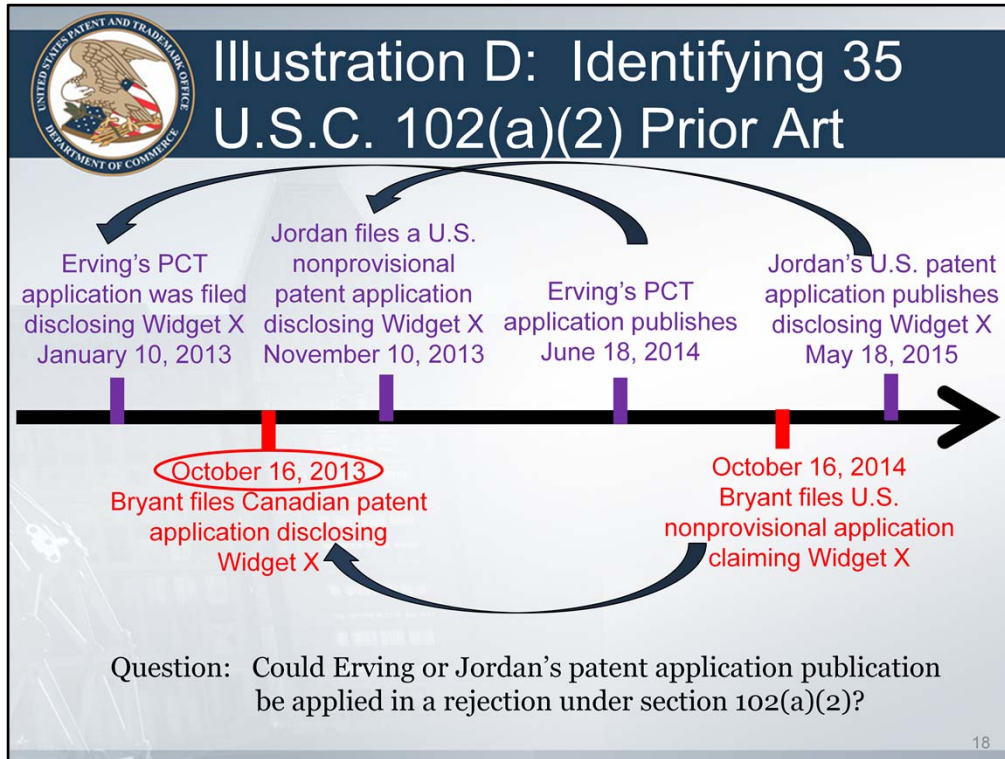 UNITED STATES PATENT AND TRADEMARK OFFICE
DEPARTMENT OF COMMERCE
Illustration D: Identifying 35
U.S.C. 102(a)(2) Prior Art
Erving's PCT
application was filed
disclosing Widget X
January 10, 2013
Jordan files a U.S.
nonprovisional
patent application
disclosing Widget X
November 10, 2013
Erving's PCT
application publishes
June 18, 2014
Jordan's U.S. patent
application publishes
disclosing Widget X
May 18, 2015
October 16, 2013
Bryant files Canadian patent
application disclosing
Widget X
October 16, 2014
Bryant files U.S.
nonprovisional application
claiming Widget X
Question: Could Erving or Jordan's patent application publication
be applied in a rejection under section 102(a)(2)?
18